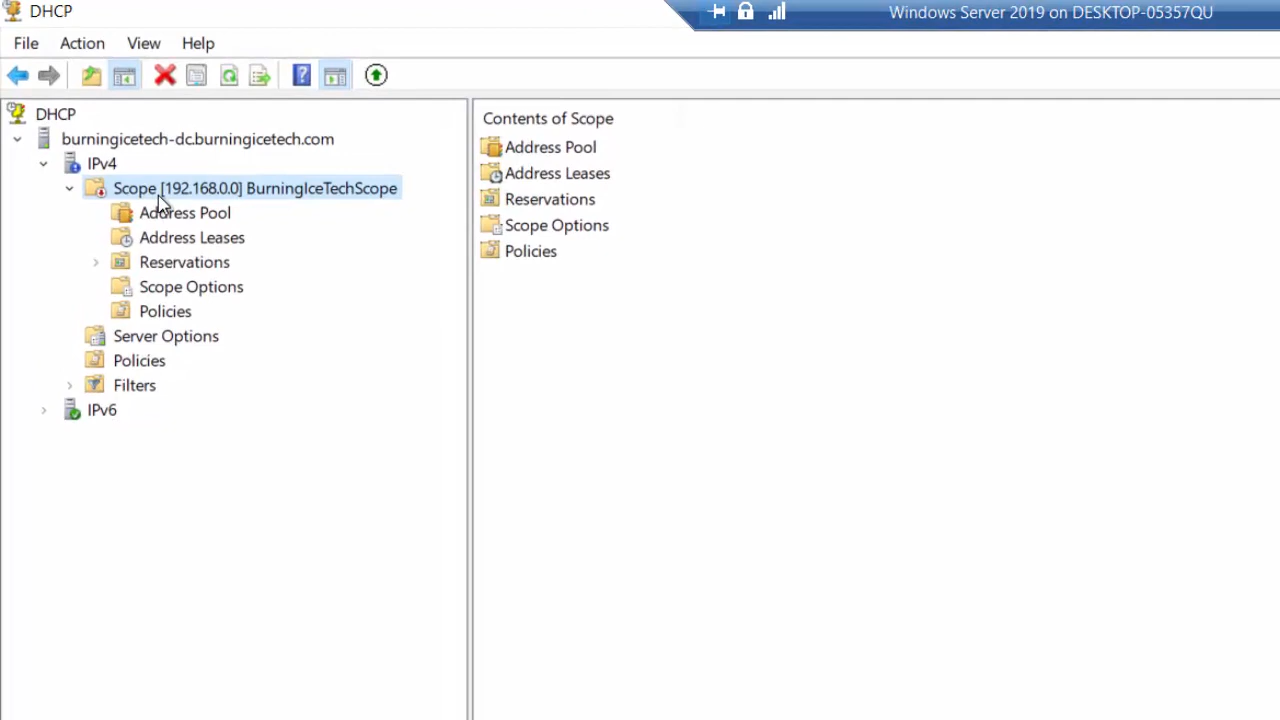 DHCP
Windows Server 2019 on DESKTOP-05357QU
File Action View Help
DHCP
burningicetech-dc.burningicetech.com
IPv4
Scope [192.168.0.0] BurningIceTechScope
Address Pool
Address Leases
Reservations
Scope Options
Policies
Server Options
Policies
Filters
IPv6
Contents of Scope
Address Pool
Address Leases
Reservations
Scope Options
Policies